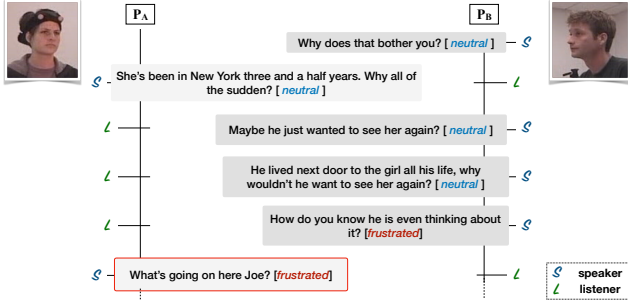 P_A P_B
Why does that bother you? [ neutral ] S
She's been in New York three and a half years. Why all of
the sudden? [ neutral ]
S L
L Maybe he just wanted to see her again? [ neutral ] S
He lived next door to the girl all his life, why
wouldn't he want to see her again? [ neutral ]
L S
How do you know he is even thinking about
it? [frustrated]
L S
S What's going on here Joe? [frustrated] L
S speaker
L listener